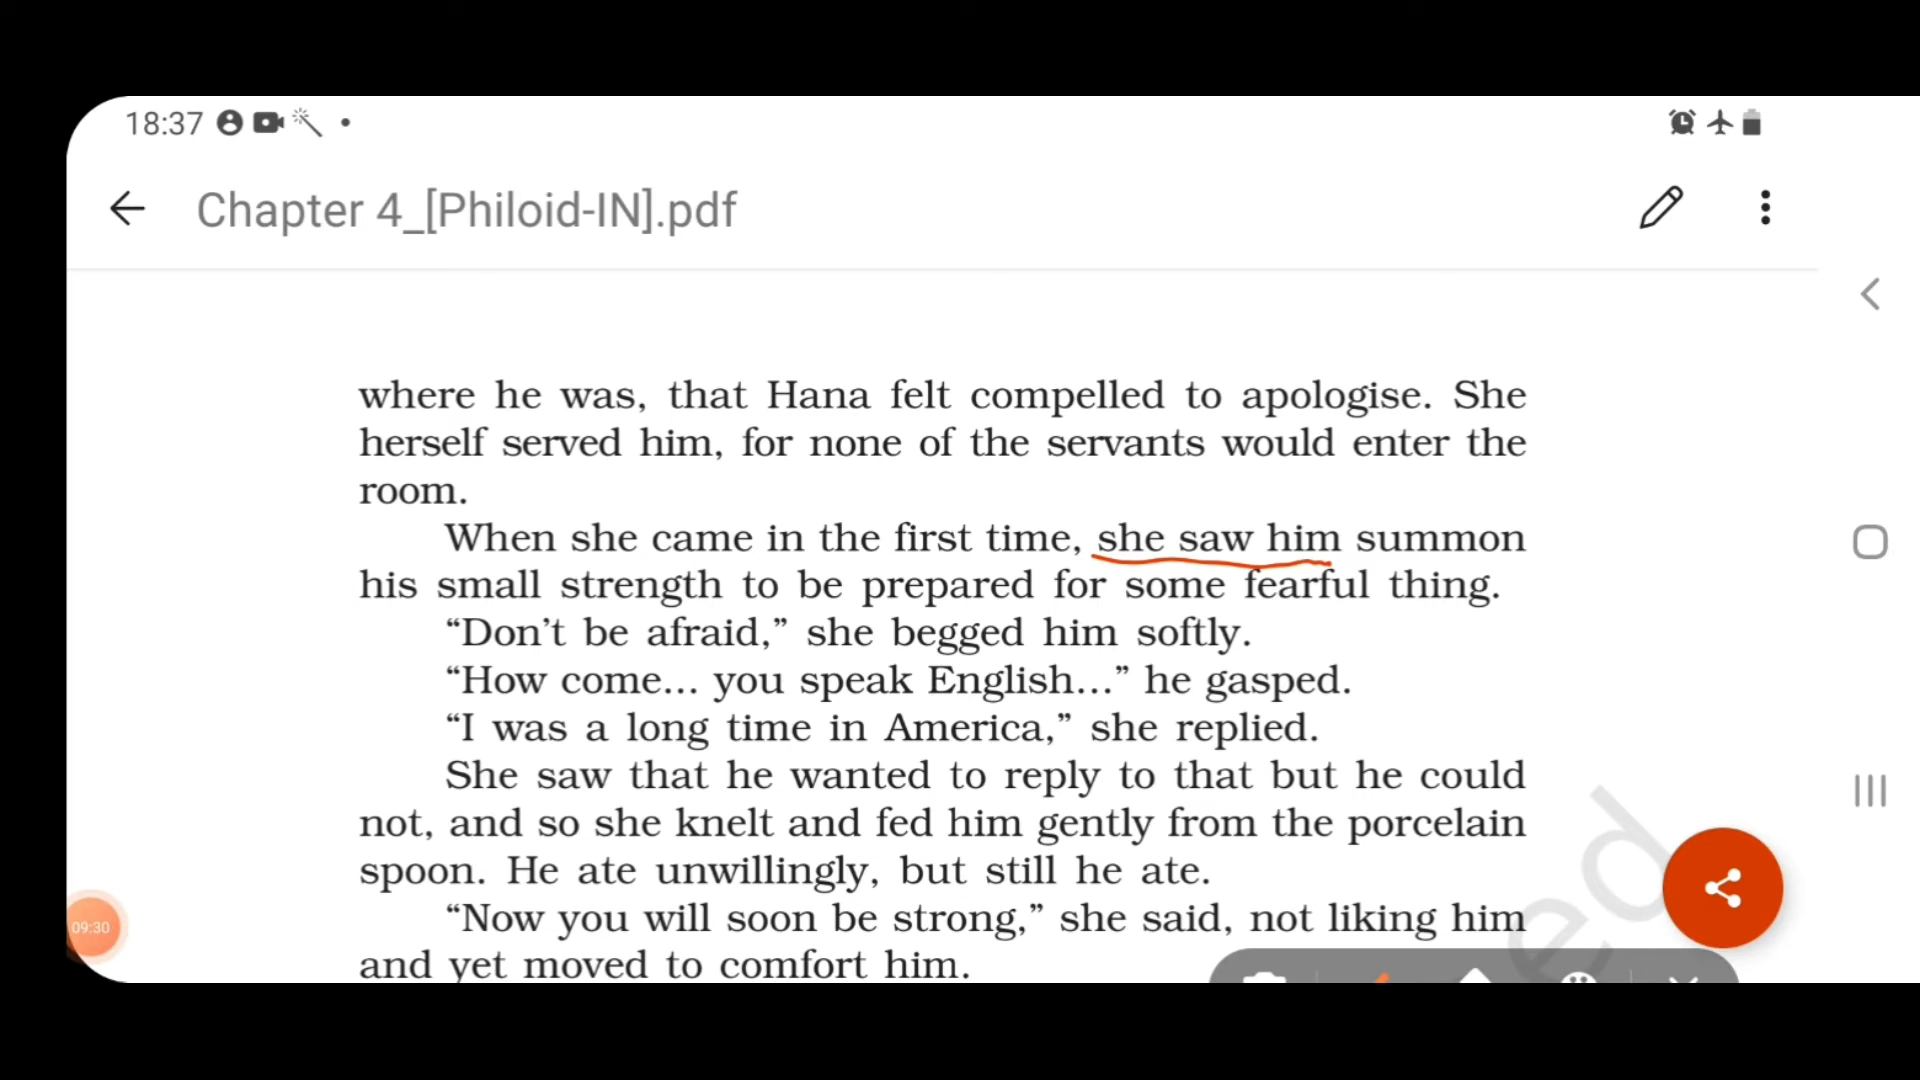 18:37
Chapter 4_[Philoid-IN].pdf
where he was, that Hana felt compelled to apologise. She
herself served him, for none of the servants would enter the
room.
When she came in the first time, she saw him summon
his small strength to be prepared for some fearful thing.
“Don’t be afraid,” she begged him softly.
“How come... you speak English...” he gasped.
“I was a long time in America,” she replied.
She saw that he wanted to reply to that but he could
not, and so she knelt and fed him gently from the porcelain
spoon. He ate unwillingly, but still he ate.
“Now you will soon be strong,” she said, not liking him
and yet moved to comfort him.
09:30
ed